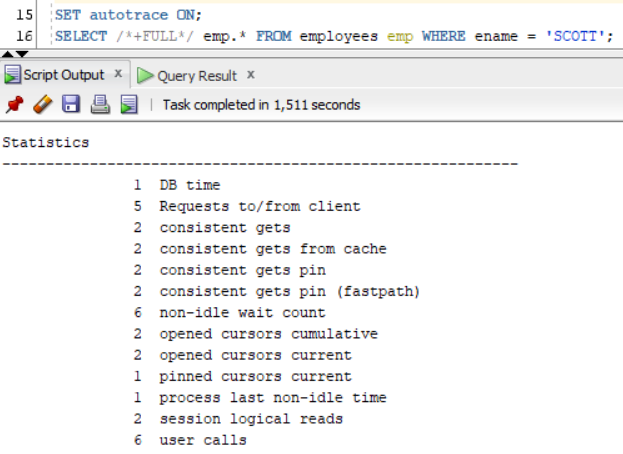 15 SET autotrace ON;
16 SELECT /*+FULL*/ emp.* FROM employees emp WHERE ename = 'SCOTT';
Script Output x Query Result x
Task completed in 1,511 seconds
Statistics
-----------------------------------------------------------
1 DB time
5 Requests to/from client
2 consistent gets
2 consistent gets from cache
2 consistent gets pin
2 consistent gets pin (fastpath)
6 non-idle wait count
2 opened cursors cumulative
2 opened cursors current
1 pinned cursors current
1 process last non-idle time
2 session logical reads
6 user calls